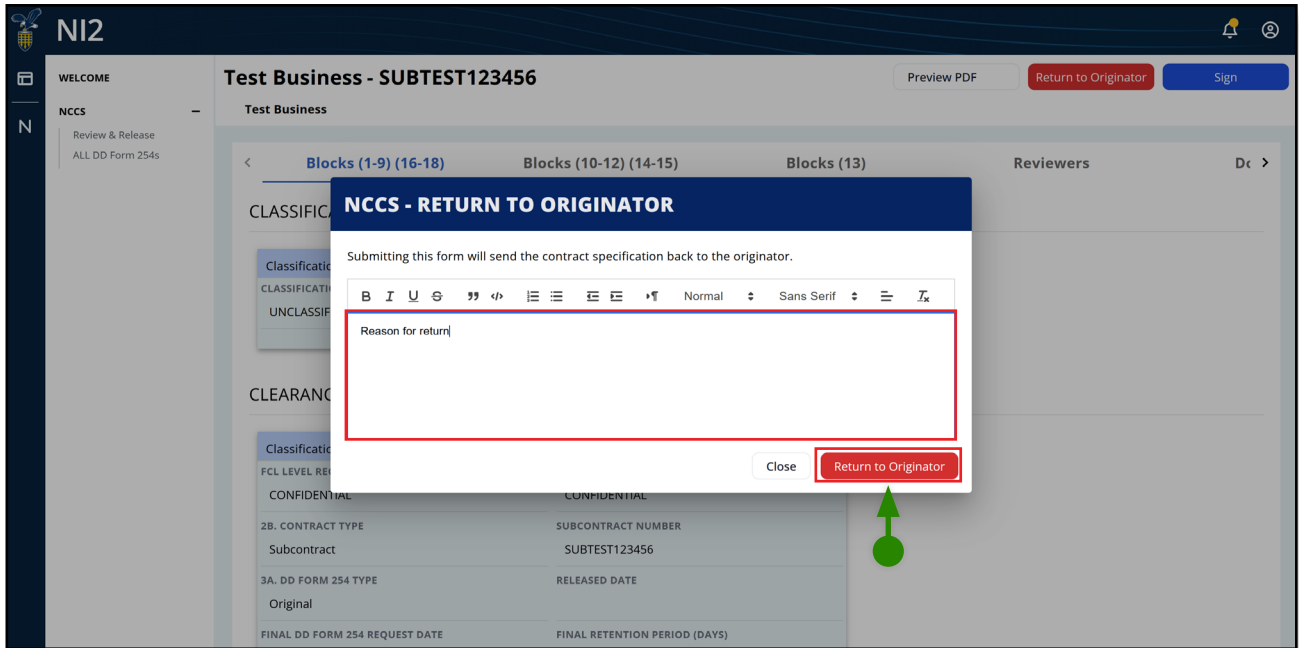 NI2
WELCOME
NCCS
Review & Release
ALL DD Form 254s
N
Test Business - SUBTEST123456
Preview PDF
Return to Originator
Sign
Test Business
Blocks (1-9) (16-18)
Blocks (10-12) (14-15)
Blocks (13)
Reviewers
CLASSIFICA
Classificatio
CLASSIFICATI
UNCLASSIF
NCCS - RETURN TO ORIGINATOR
Submitting this form will send the contract specification back to the originator.
B I U S Normal Sans Serif
Reason for return
Close
Return to Originator
CLEARANC
Classificatio
FCL LEVEL RE
CONFIDENTIAL
CONFIDENTIAL
2B. CONTRACT TYPE
SUBCONTRACT NUMBER
Subcontract
SUBTEST123456
3A. DD FORM 254 TYPE
RELEASED DATE
Original
FINAL DD FORM 254 REQUEST DATE
FINAL RETENTION PERIOD (DAYS)